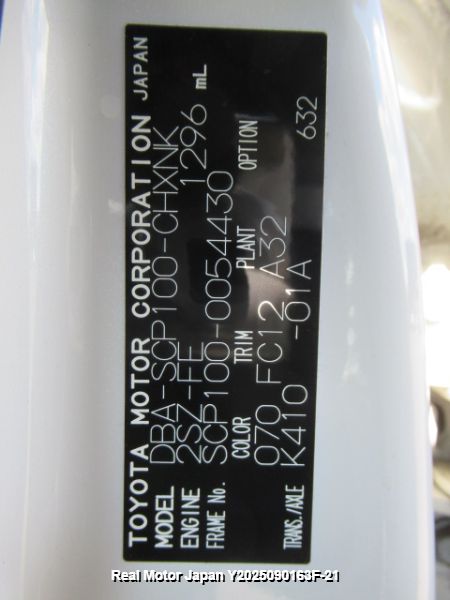 TOYOTA MOTOR CORPORATION JAPAN
MODEL DBA-SCP100-CHXNK
ENGINE 2SZ-FE 1296 mL
FRAME No. SCP100-0054430
COLOR TRIM PLANT OPTION
070 FC12 A32
TRANS./AXLE K410 -01A 632
Real Motor Japan Y2025090163F-21